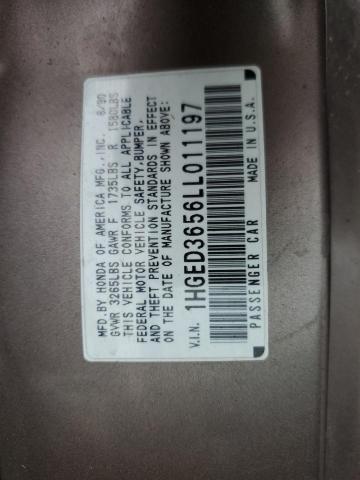 MFD.BY HONDA OF AMERICA MFG.,INC. 8/90
GVWR 3265LBS GAWR F 1735LBS R 1580LBS
THIS VEHICLE CONFORMS TO ALL APPLICABLE
FEDERAL MOTOR VEHICLE SAFETY,BUMPER,
AND THEFT PREVENTION STANDARDS IN EFFECT
ON THE DATE OF MANUFACTURE SHOWN ABOVE:
V.I.N. 1HGED3656LL011197
PASSENGER CAR MADE IN U.S.A.